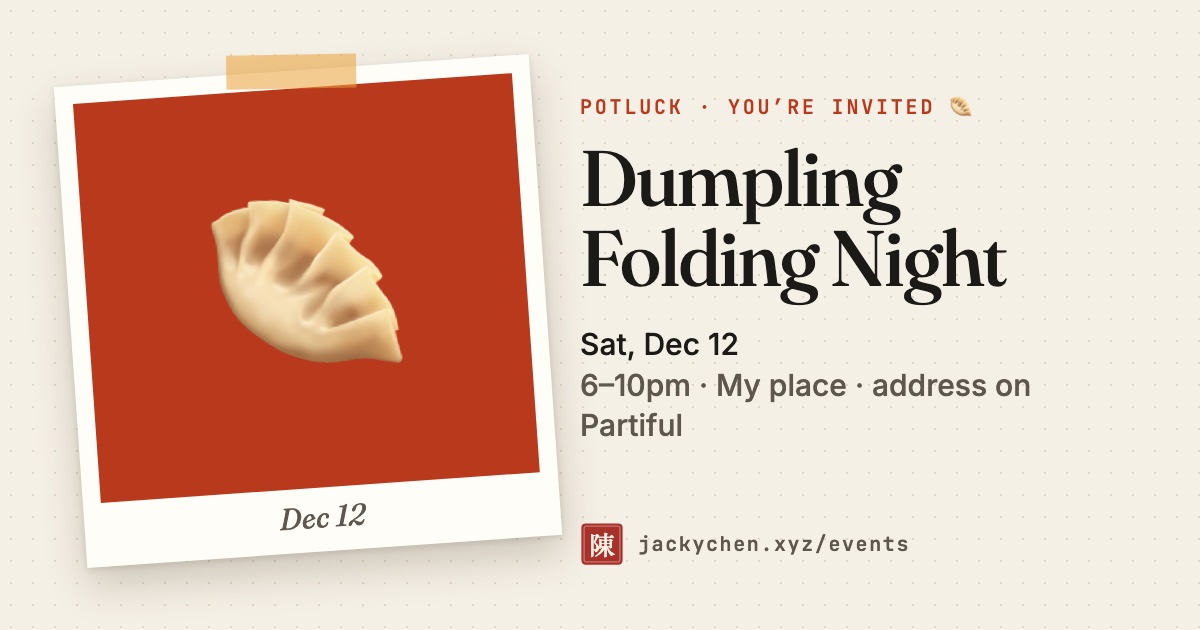 POTLUCK · YOU’RE INVITED 🥟
Dumpling
Folding Night
Sat, Dec 12
6–10pm · My place · address on
Partiful
Dec 12
陳 jackychen.xyz/events